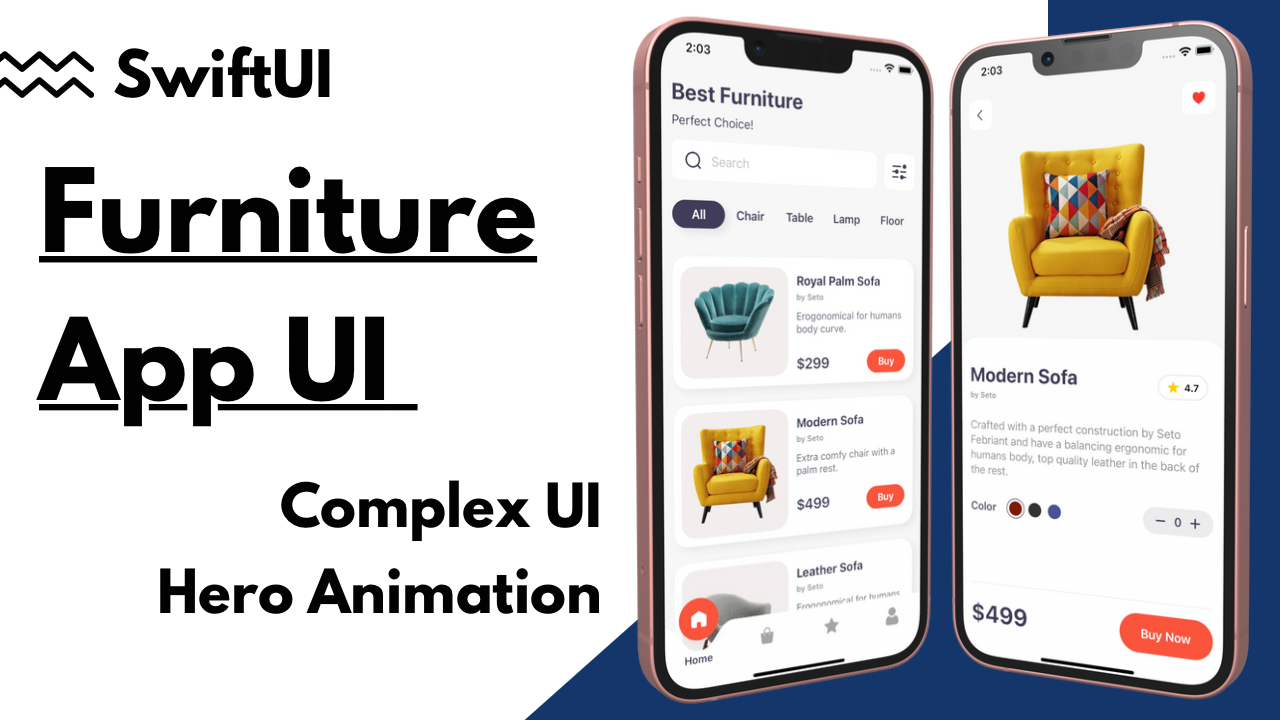 SwiftUI
Furniture
App UI
Complex UI
Hero Animation
2:03
Best Furniture
Perfect Choice!
Search
All Chair Table Lamp Floor
Royal Palm Sofa
by Seto
Erogonomical for humans
body curve.
$299 Buy
Modern Sofa
by Seto
Extra comfy chair with a
palm rest.
$499 Buy
Leather Sofa
by Seto
Erogonomical for humans
Home
2:03
Modern Sofa
by Seto
4.7
Crafted with a perfect construction by Seto
Febriant and have a balancing ergonomic for
humans body, top quality leather in the back of
the rest.
Color
− 0 +
$499 Buy Now